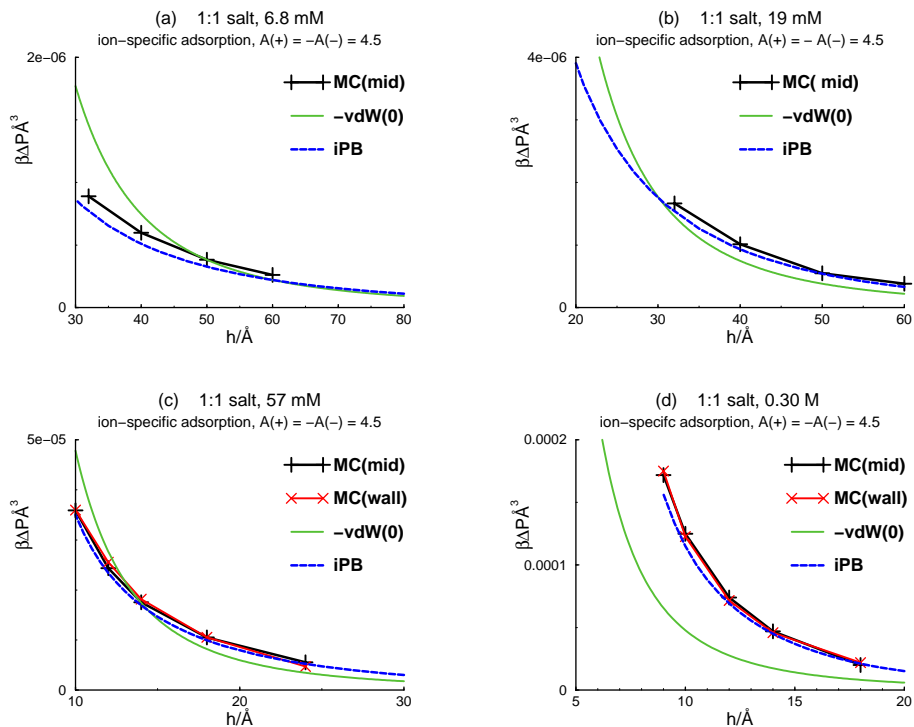 (a) 1:1 salt, 6.8 mM
ion−specific adsorption, A(+) = −A(−) = 4.5
2e−06
MC(mid)
−vdW(0)
iPB
βΔPÅ³
0
30 40 50 60 70 80
h/Å
(b) 1:1 salt, 19 mM
ion−specific adsorption, A(+) = − A(−) = 4.5
4e−06
MC( mid)
−vdW(0)
iPB
βΔPÅ³
0
20 30 40 50 60
h/Å
(c) 1:1 salt, 57 mM
ion−specific adsorption, A(+) = −A(−) = 4.5
5e−05
MC(mid)
MC(wall)
−vdW(0)
iPB
βΔPÅ³
0
10 20 30
h/Å
(d) 1:1 salt, 0.30 M
ion−specifc adsorption, A(+) = −A(−) = 4.5
0.0002
MC(mid)
MC(wall)
−vdW(0)
iPB
βΔPÅ³
0.0001
0
5 10 15 20
h/Å